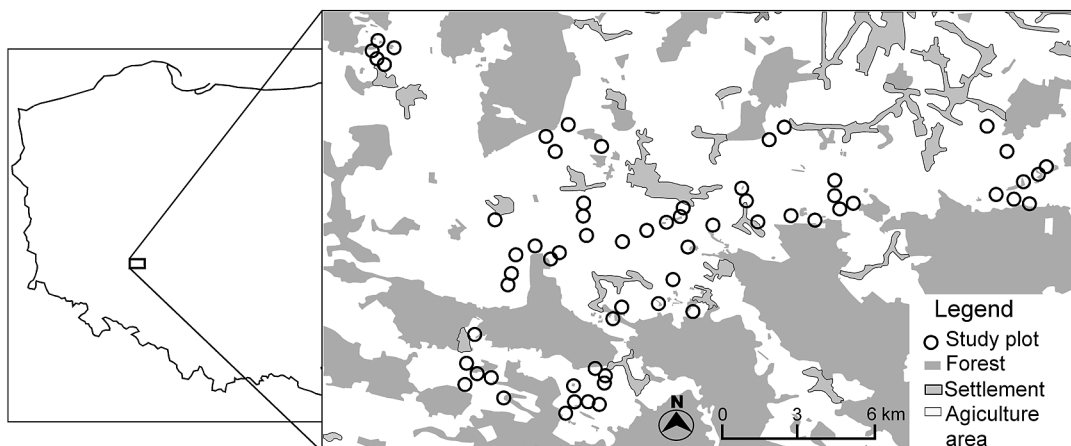 Legend
Study plot
Forest
Settlement
Agiculture
area
N
0 3 6 km